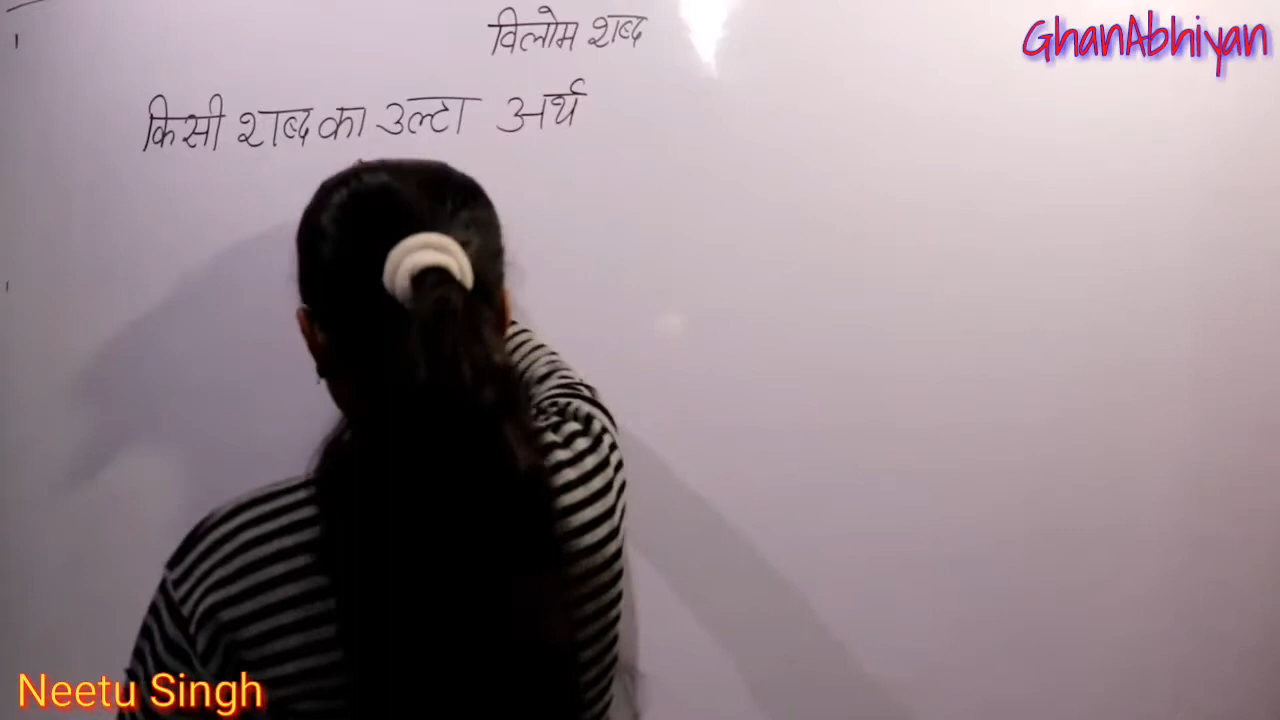 विलोम शब्द
GhanAbhiyan
किसी शब्द का उल्टा अर्थ
Neetu Singh